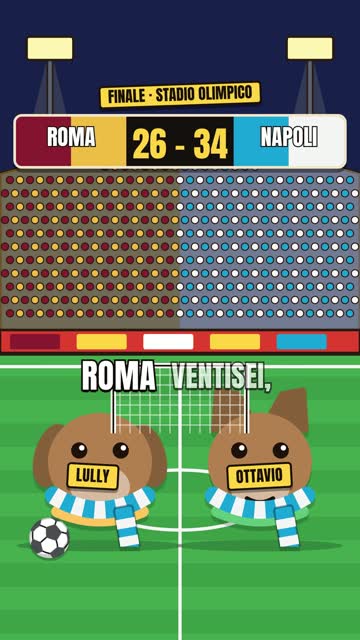 FINALE · STADIO OLIMPICO
ROMA 26 - 34 NAPOLI
ROMA VENTISEI,
LULLY OTTAVIO